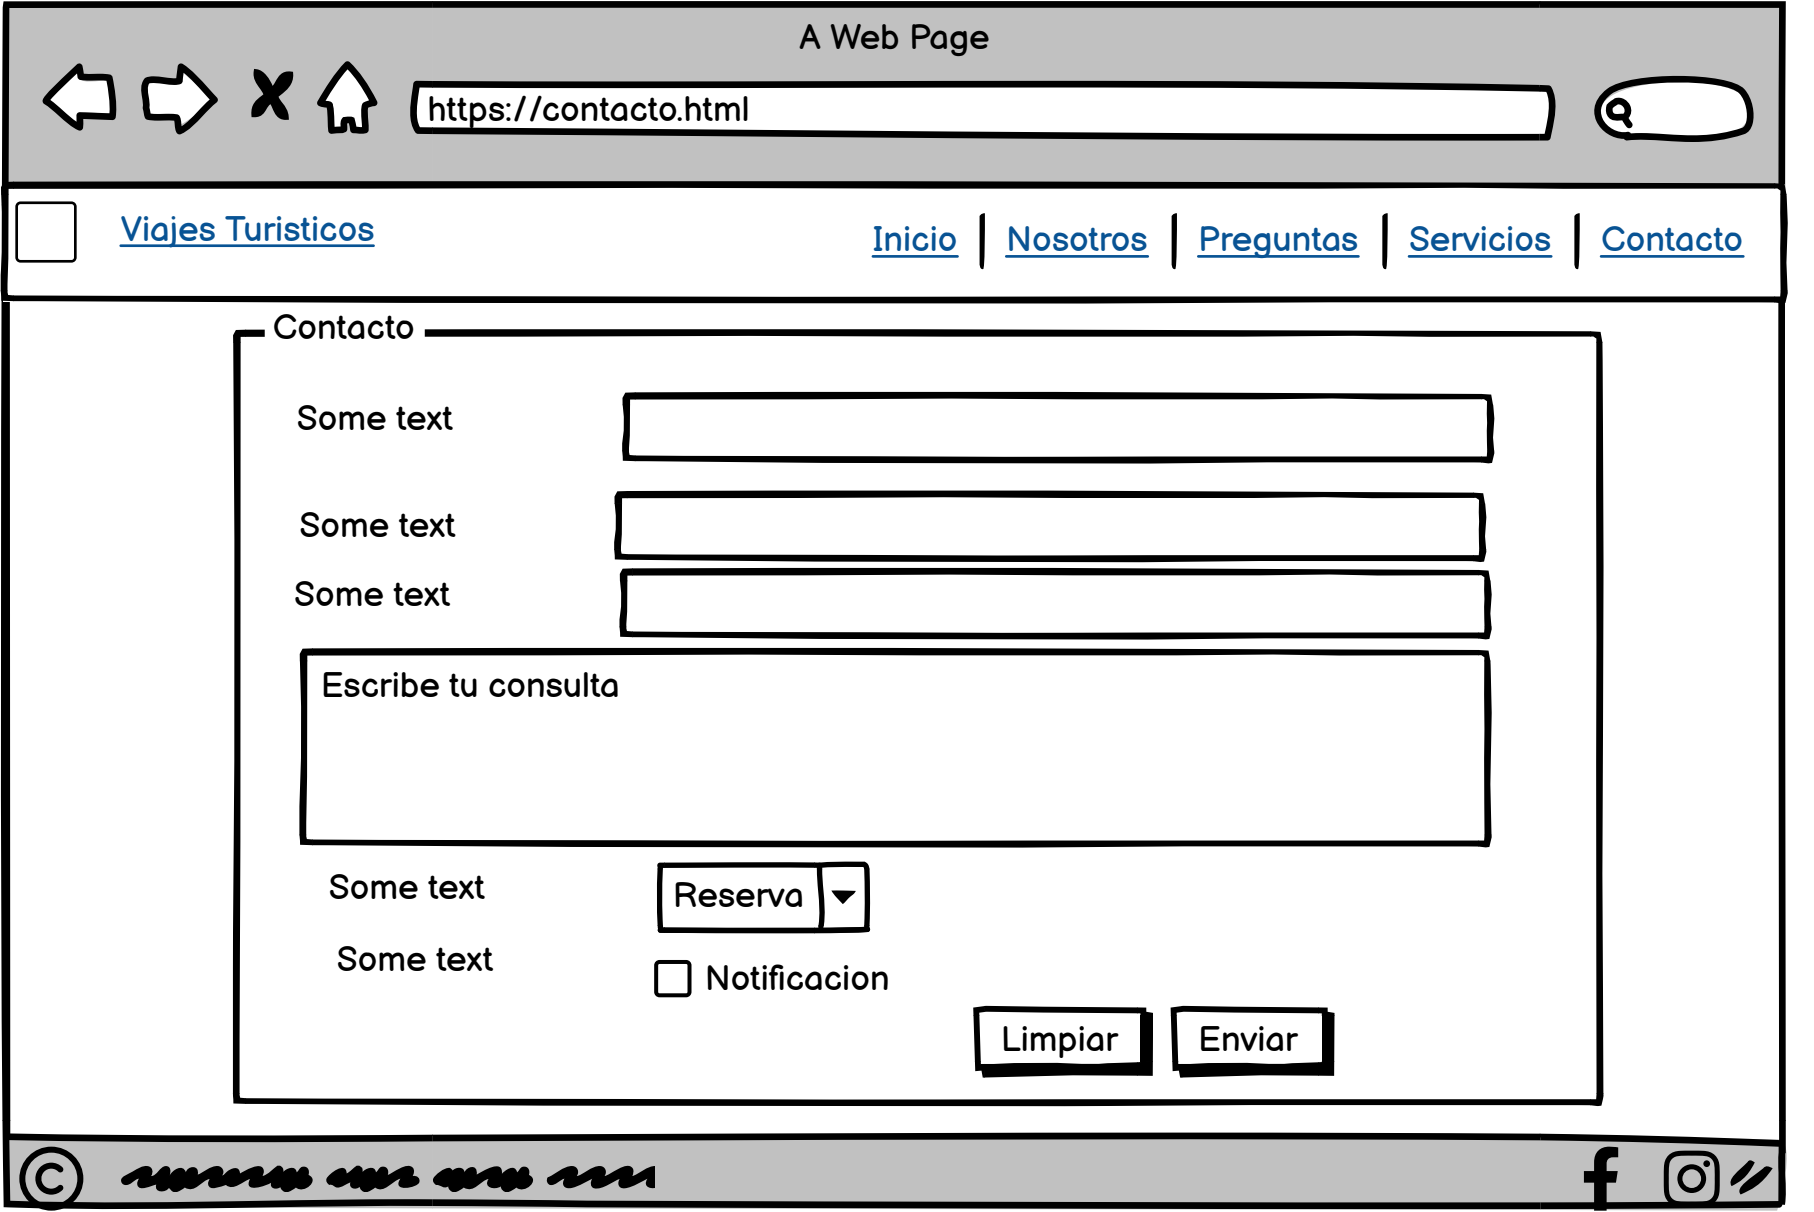 A Web Page
https://contacto.html
Viajes Turisticos
Inicio
Nosotros
Preguntas
Servicios
Contacto
Contacto
Some text
Some text
Some text
Escribe tu consulta
Some text
Reserva
Some text
Notificacion
Limpiar
Enviar
©